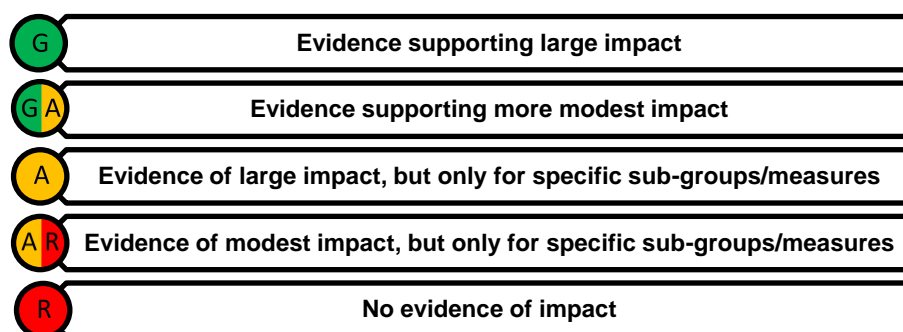 G Evidence supporting large impact
G A Evidence supporting more modest impact
A Evidence of large impact, but only for specific sub-groups/measures
A R Evidence of modest impact, but only for specific sub-groups/measures
R No evidence of impact